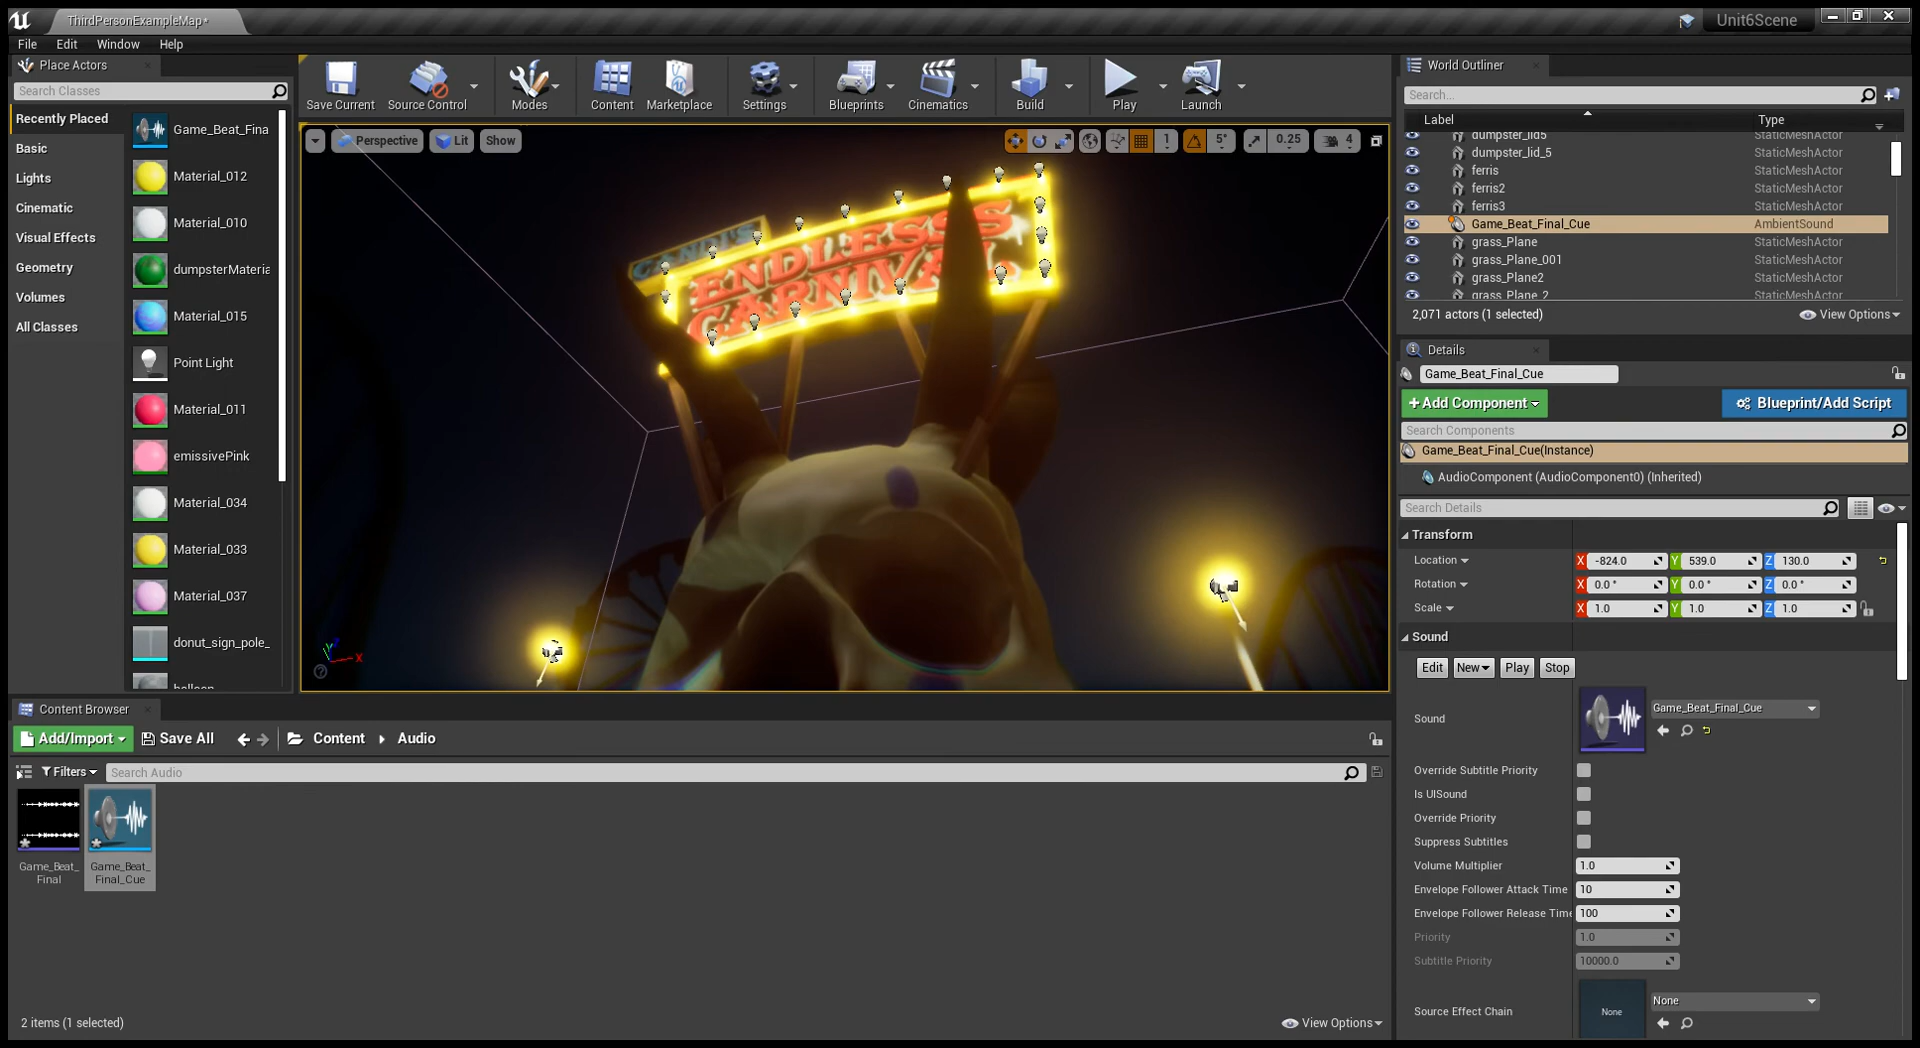 ThirdPersonExampleMap*
Unit6Scene
File Edit Window Help
Place Actors
Search Classes
Recently Placed
Basic
Lights
Cinematic
Visual Effects
Geometry
Volumes
All Classes
Game_Beat_Fina
Material_012
Material_010
dumpsterMateria
Material_015
Point Light
Material_011
emissivePink
Material_034
Material_033
Material_037
donut_sign_pole_
balloon
Save Current
Source Control
Modes
Content
Marketplace
Settings
Blueprints
Cinematics
Build
Play
Launch
Perspective Lit Show
1 5° 0.25 4
ENDLESS
CARNIVAL
X
World Outliner
Search...
Label Type
dumpster_lid5 StaticMeshActor
dumpster_lid_5 StaticMeshActor
ferris StaticMeshActor
ferris2 StaticMeshActor
ferris3 StaticMeshActor
Game_Beat_Final_Cue AmbientSound
grass_Plane StaticMeshActor
grass_Plane_001 StaticMeshActor
grass_Plane2 StaticMeshActor
grass_Plane_2 StaticMeshActor
2,071 actors (1 selected) View Options
Details
Game_Beat_Final_Cue
+Add Component Blueprint/Add Script
Search Components
Game_Beat_Final_Cue(Instance)
AudioComponent (AudioComponent0) (Inherited)
Search Details
Transform
Location X -824.0 Y 539.0 Z 130.0
Rotation X 0.0 ° Y 0.0 ° Z 0.0 °
Scale X 1.0 Y 1.0 Z 1.0
Sound
Edit New Play Stop
Sound Game_Beat_Final_Cue
Override Subtitle Priority
Is UISound
Override Priority
Suppress Subtitles
Volume Multiplier 1.0
Envelope Follower Attack Time 10
Envelope Follower Release Time 100
Priority 1.0
Subtitle Priority 10000.0
Source Effect Chain None None
Content Browser
Add/Import Save All Content Audio
Filters Search Audio
Game_Beat_
Final
Game_Beat_
Final_Cue
2 items (1 selected) View Options